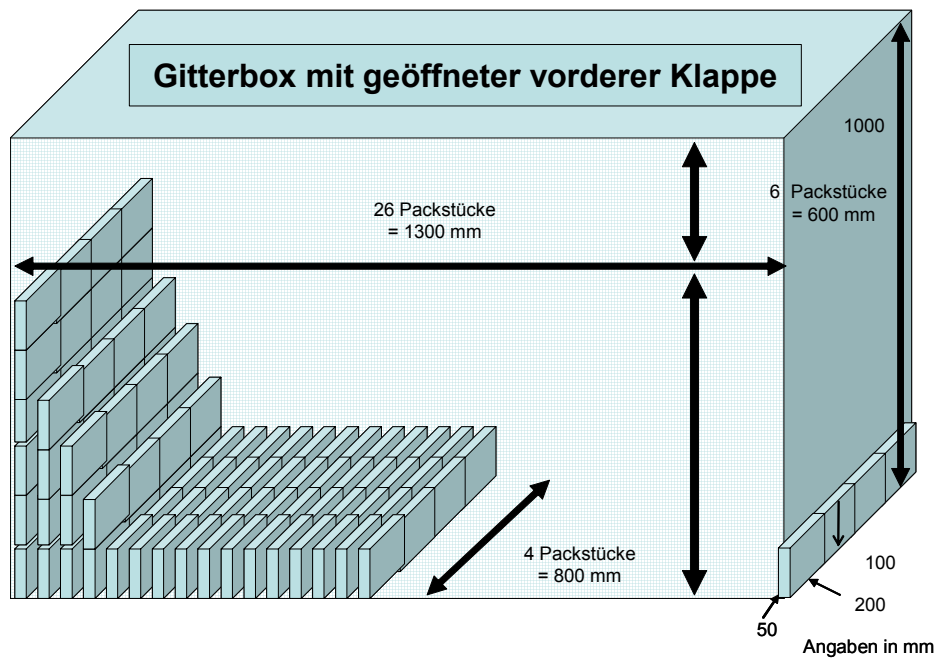 Gitterbox mit geöffneter vorderer Klappe
1000
6 Packstücke
= 600 mm
26 Packstücke
= 1300 mm
4 Packstücke
= 800 mm
100
200
50
Angaben in mm